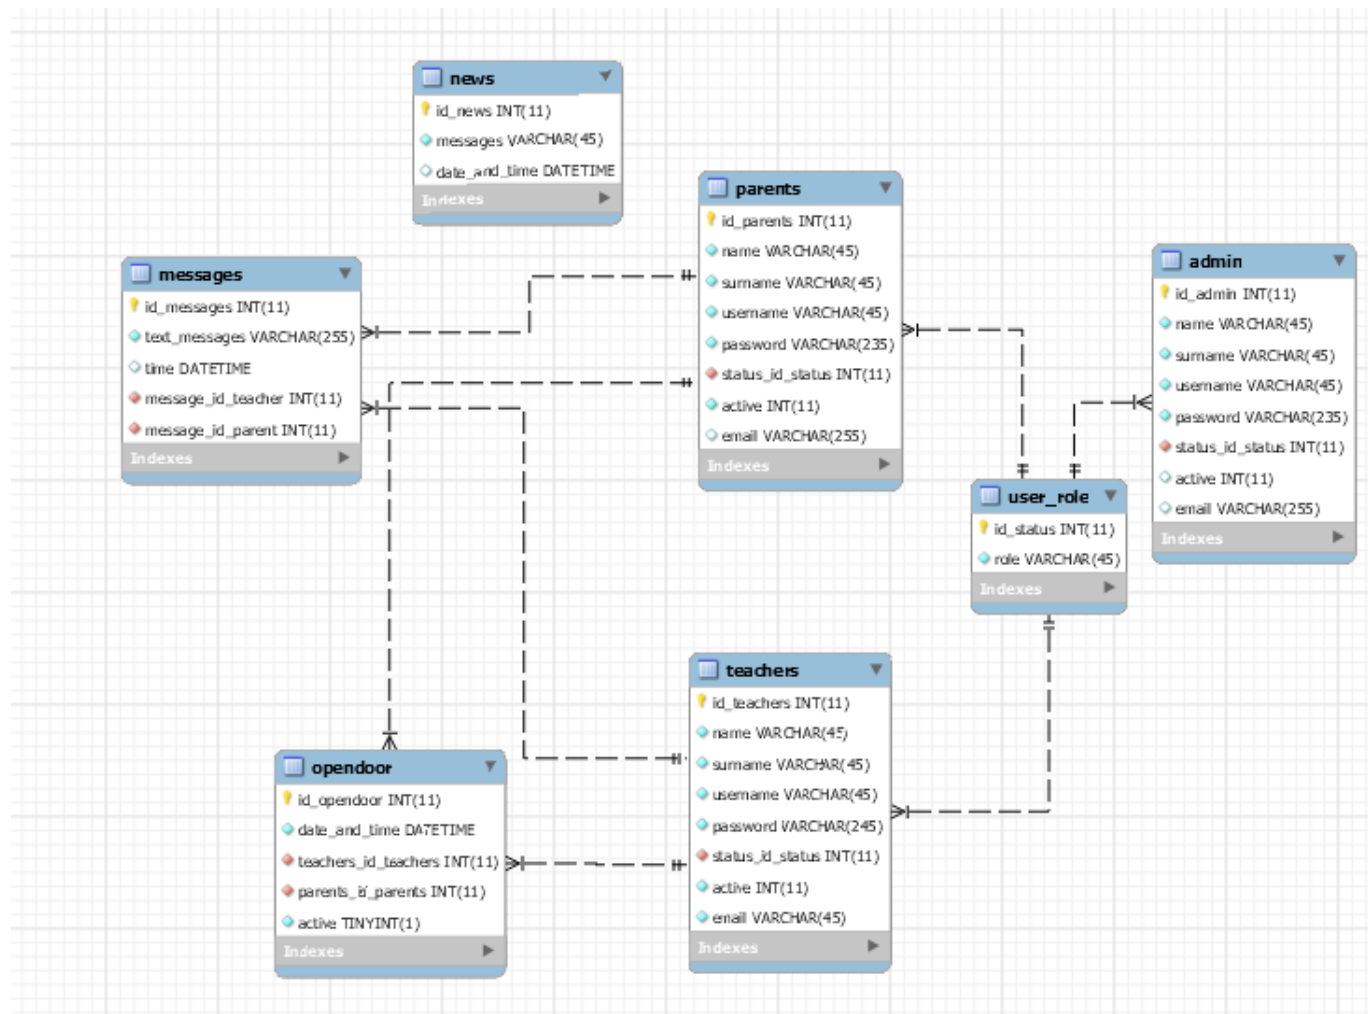 news
id_news INT(11)
messages VARCHAR(45)
date_and_time DATETIME
Indexes
parents
id_parents INT(11)
name VARCHAR(45)
surname VARCHAR(45)
username VARCHAR(45)
password VARCHAR(235)
status_id_status INT(11)
active INT(11)
email VARCHAR(255)
Indexes
messages
id_messages INT(11)
text_messages VARCHAR(255)
time DATETIME
message_id_teacher INT(11)
message_id_parent INT(11)
Indexes
admin
id_admin INT(11)
name VARCHAR(45)
surname VARCHAR(45)
username VARCHAR(45)
password VARCHAR(235)
status_id_status INT(11)
active INT(11)
email VARCHAR(255)
Indexes
user_role
id_status INT(11)
role VARCHAR(45)
Indexes
teachers
id_teachers INT(11)
name VARCHAR(45)
surname VARCHAR(45)
username VARCHAR(45)
password VARCHAR(245)
status_id_status INT(11)
active INT(11)
email VARCHAR(45)
Indexes
opendoor
id_opendoor INT(11)
date_and_time DATETIME
teachers_id_teachers INT(11)
parents_id_parents INT(11)
active TINYINT(1)
Indexes